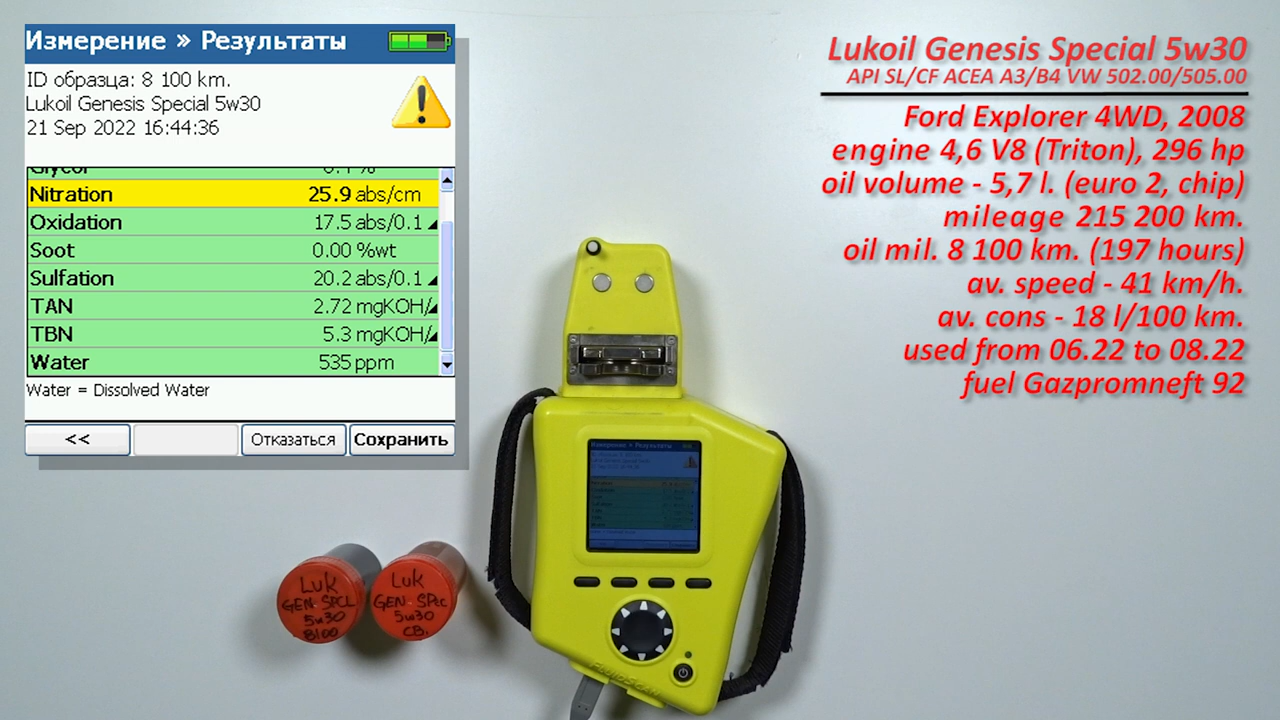 Измерение » Результаты
ID образца: 8 100 km.
Lukoil Genesis Special 5w30
21 Sep 2022 16:44:36
Nitration 25.9 abs/cm
Oxidation 17.5 abs/0.1
Soot 0.00 %wt
Sulfation 20.2 abs/0.1
TAN 2.72 mgKOH/
TBN 5.3 mgKOH/
Water 535 ppm
Water = Dissolved Water
<< Отказаться Сохранить
Lukoil Genesis Special 5w30
API SL/CF ACEA A3/B4 VW 502.00/505.00
Ford Explorer 4WD, 2008
engine 4,6 V8 (Triton), 296 hp
oil volume - 5,7 l. (euro 2, chip)
mileage 215 200 km.
oil mil. 8 100 km. (197 hours)
av. speed - 41 km/h.
av. cons - 18 l/100 km.
used from 06.22 to 08.22
fuel Gazpromneft 92
Измерение » Результаты
LUK
GEN SPCL
5w30
8100
LUK
GEN SPEC
5w30
СВ.
FluidScan